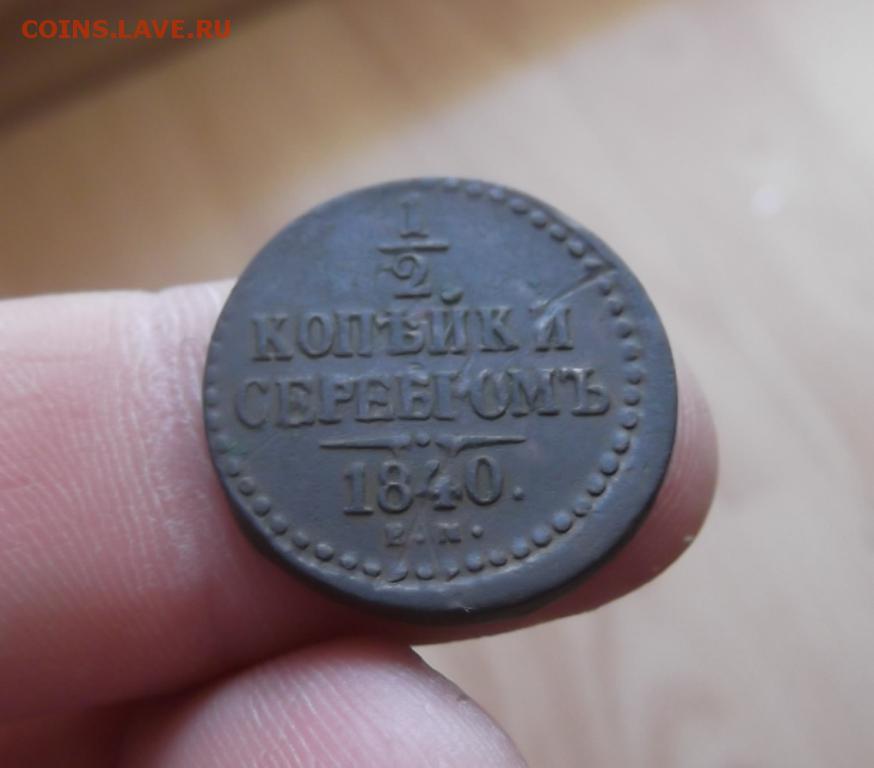 COINS.LAVE.RU
1
2
КОПѢЙКИ
СЕРЕБРОМЪ
1840.
Е.М.